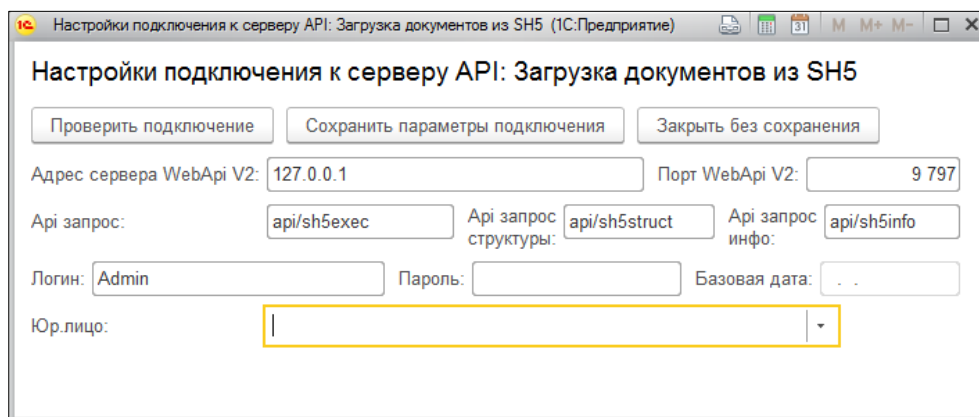 1С Настройки подключения к серверу API: Загрузка документов из SH5 (1С:Предприятие) 31 M M+ M-
Настройки подключения к серверу API: Загрузка документов из SH5
Проверить подключение Сохранить параметры подключения Закрыть без сохранения
Адрес сервера WebApi V2: 127.0.0.1 Порт WebApi V2: 9 797
Api запрос: api/sh5exec Api запрос структуры: api/sh5struct Api запрос инфо: api/sh5info
Логин: Admin Пароль: Базовая дата: . .
Юр.лицо: